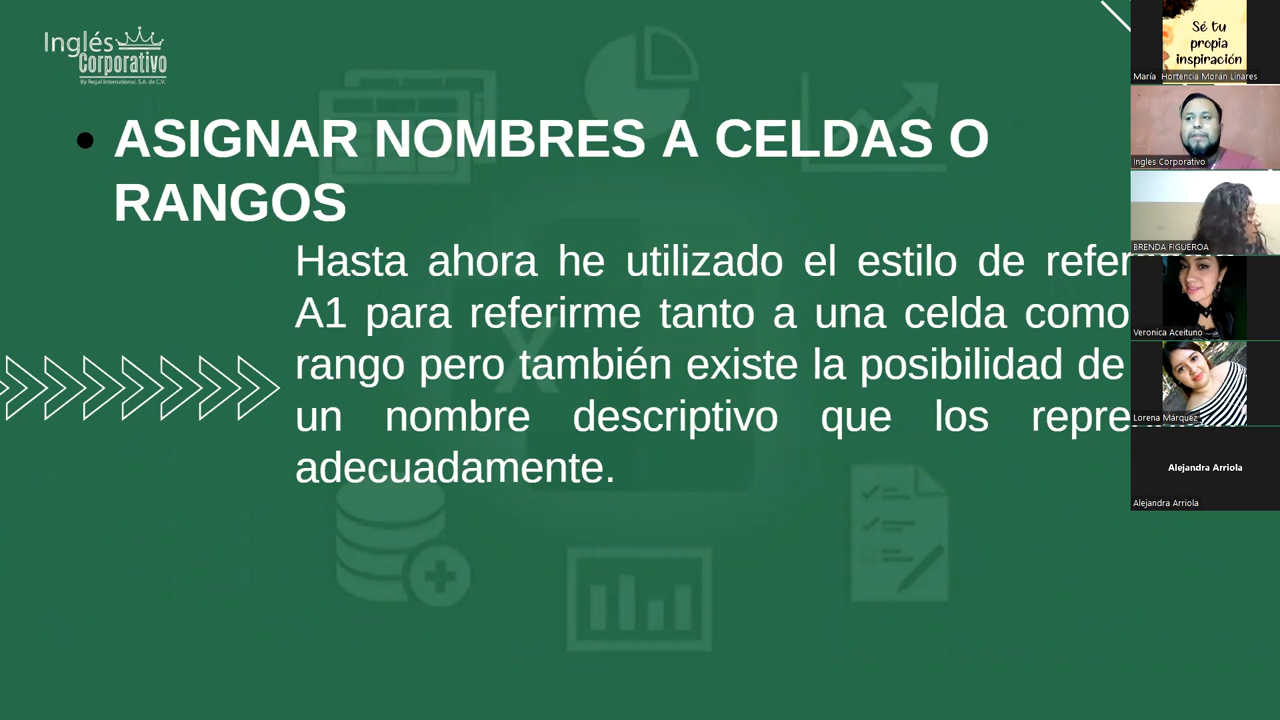 Inglés
Corporativo
By Regal International, S.A. de C.V.
ASIGNAR NOMBRES A CELDAS O
RANGOS
Hasta ahora he utilizado el estilo de
A1 para referirme tanto a una celda como
rango pero también existe la posibilidad de
un nombre descriptivo que los
adecuadamente.
Sé tu
propia
inspiración
María Hortencia Morán Linares
Ingles Corporativo
BRENDA FIGUEROA
Veronica Aceituno
Lorena Márquez
Alejandra Arriola
Alejandra Arriola